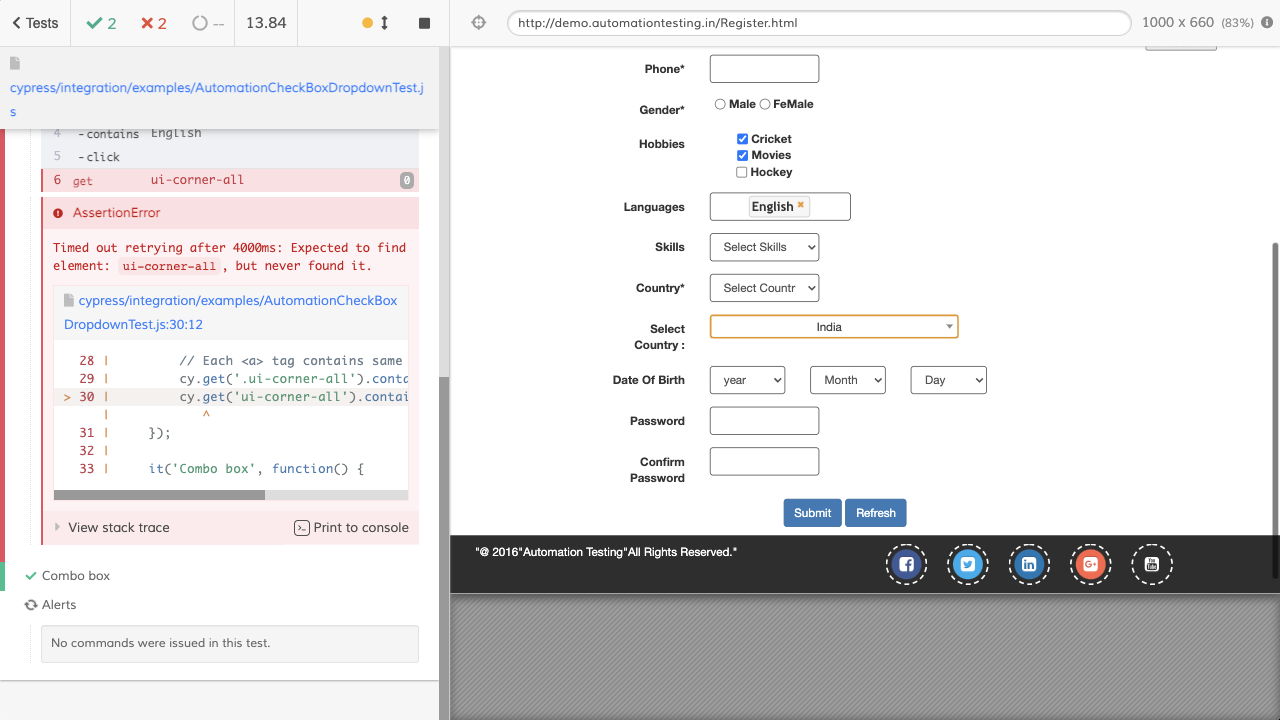 Tests
2
2
--
13.84
http://demo.automationtesting.in/Register.html
1000 x 660 (83%)
cypress/integration/examples/AutomationCheckBoxDropdownTest.j
s
4 -contains English
5 -click
6 get ui-corner-all 0
AssertionError
Timed out retrying after 4000ms: Expected to find
element: ui-corner-all, but never found it.
cypress/integration/examples/AutomationCheckBox
DropdownTest.js:30:12
28 | // Each <a> tag contains same
29 | cy.get('.ui-corner-all').conta
> 30 | cy.get('ui-corner-all').contai
| ^
31 | });
32 |
33 | it('Combo box', function() {
View stack trace
Print to console
Combo box
Alerts
No commands were issued in this test.
Phone*
Gender* Male FeMale
Hobbies Cricket
Movies
Hockey
Languages English
Skills Select Skills
Country* Select Countr
Select
Country :
India
Date Of Birth year Month Day
Password
Confirm
Password
Submit Refresh
"@ 2016"Automation Testing"All Rights Reserved."